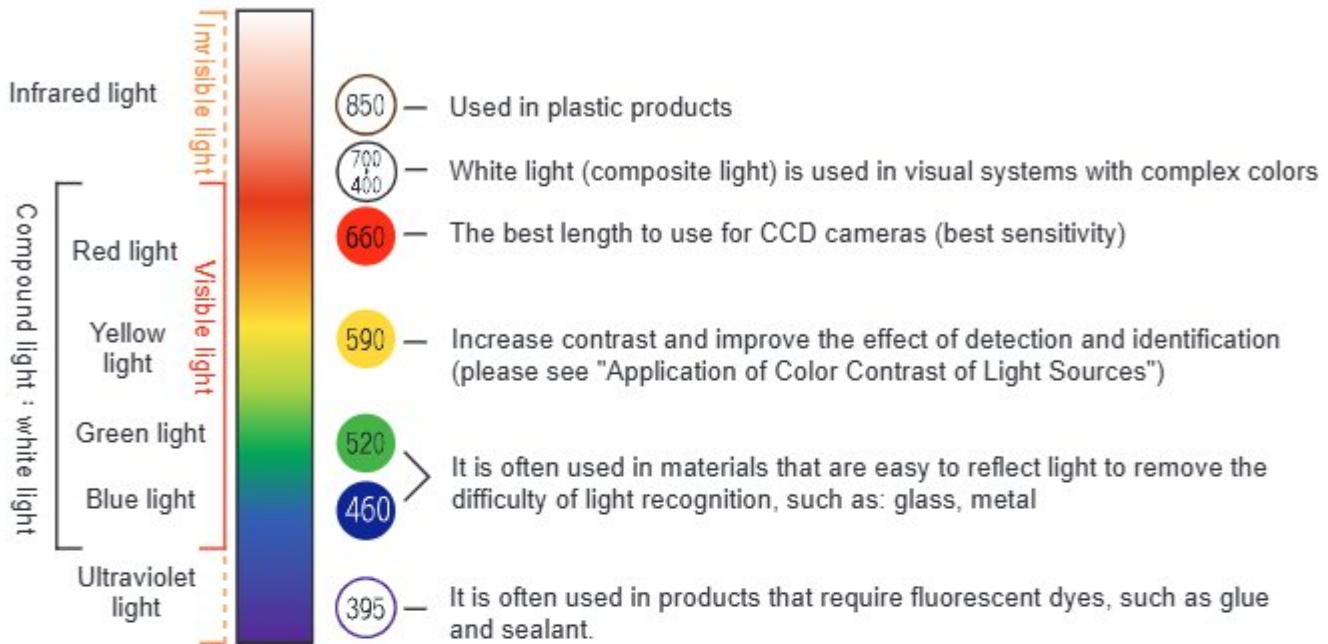 Invisible light
Infrared light
850
Used in plastic products
700
400
White light (composite light) is used in visual systems with complex colors
Compound light : white light
Visible light
Red light
660
The best length to use for CCD cameras (best sensitivity)
Yellow
light
590
Increase contrast and improve the effect of detection and identification
(please see "Application of Color Contrast of Light Sources")
Green light
520
Blue light
460
It is often used in materials that are easy to reflect light to remove the
difficulty of light recognition, such as: glass, metal
Ultraviolet
light
395
It is often used in products that require fluorescent dyes, such as glue
and sealant.